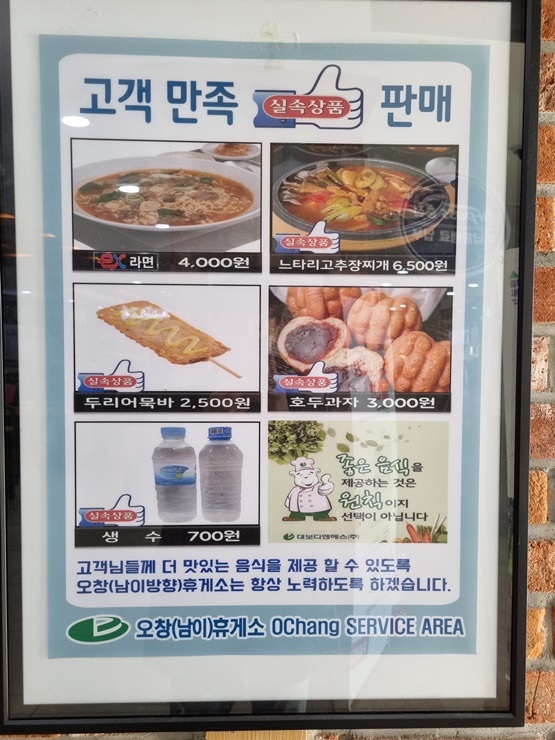 고객 만족 실속상품 판매
ex라면 4,000원
실속상품
느타리고추장찌개 6,500원
실속상품
두리어묵바 2,500원
실속상품
호두과자 3,000원
실속상품
생 수 700원
좋은 음식을
제공하는 것은
원칙이지
선택이 아닙니다
대보디앤에스(주)
고객님들께 더 맛있는 음식을 제공 할 수 있도록
오창(남이방향)휴게소는 항상 노력하도록 하겠습니다.
오창(남이)휴게소 OChang SERVICE AREA